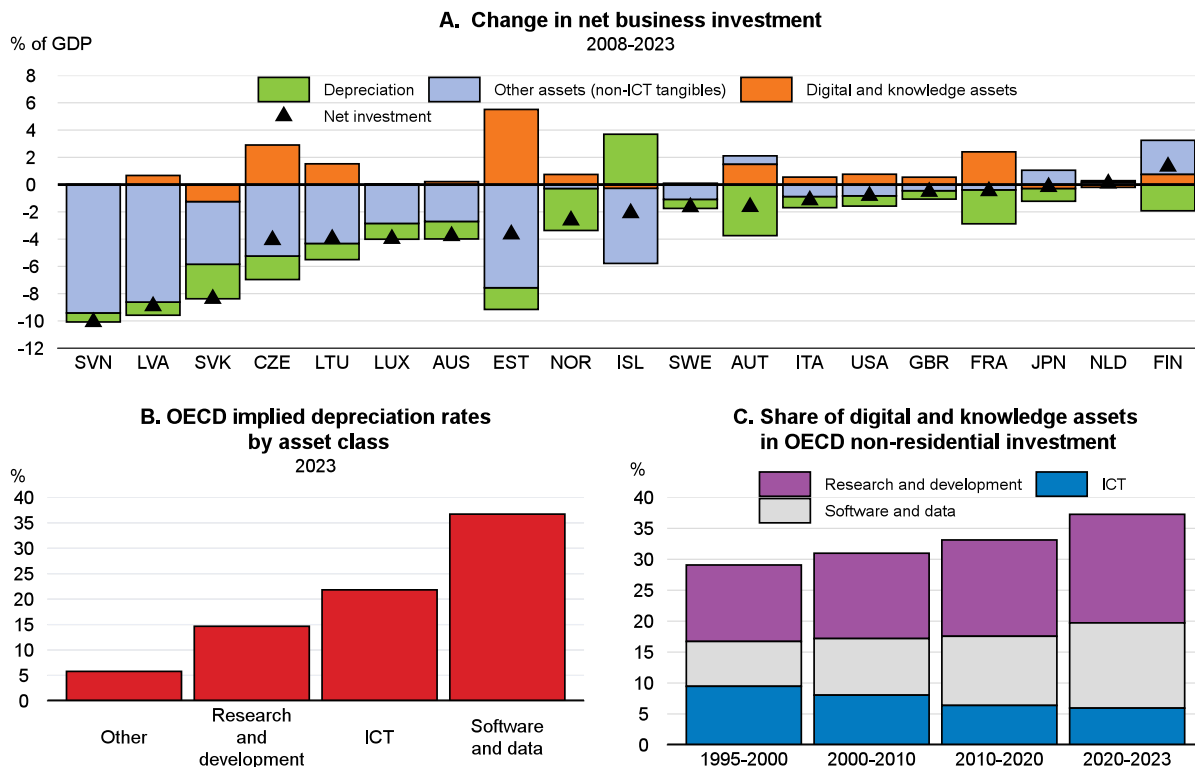 A. Change in net business investment
% of GDP
2008-2023
8
6
4
2
0
-2
-4
-6
-8
-10
-12
Depreciation
Other assets (non-ICT tangibles)
Digital and knowledge assets
Net investment
SVN LVA SVK CZE LTU LUX AUS EST NOR ISL SWE AUT ITA USA GBR FRA JPN NLD FIN
B. OECD implied depreciation rates
by asset class
2023
%
40
35
30
25
20
15
10
5
0
Other
Research
and
development
ICT
Software
and data
C. Share of digital and knowledge assets
in OECD non-residential investment
%
Research and development
ICT
Software and data
40
35
30
25
20
15
10
5
0
1995-2000 2000-2010 2010-2020 2020-2023